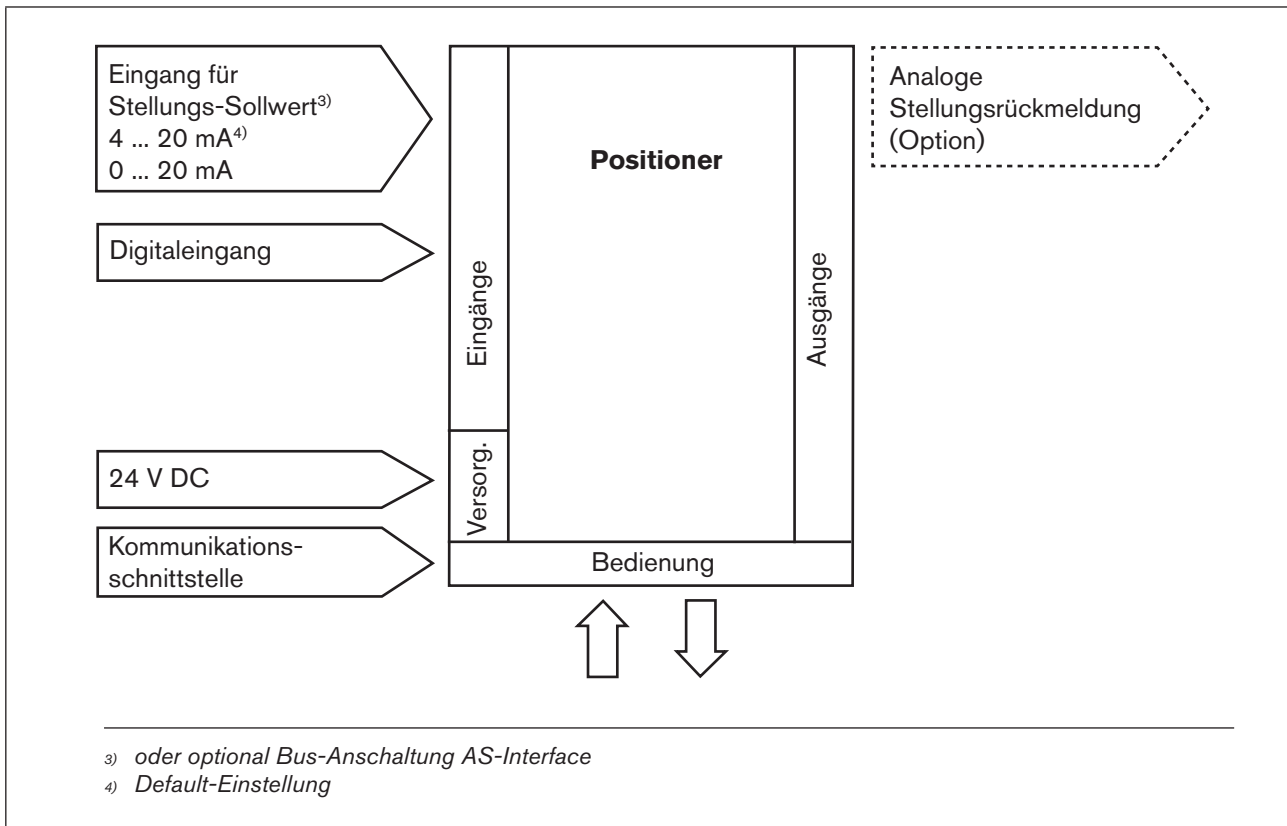 Eingang für
Stellungs-Sollwert3)
4 ... 20 mA4)
0 ... 20 mA
Digitaleingang
24 V DC
Kommunikations-
schnittstelle
Eingänge
Versorg.
Positioner
Bedienung
Ausgänge
Analoge
Stellungsrückmeldung
(Option)
3) oder optional Bus-Anschaltung AS-Interface
4) Default-Einstellung